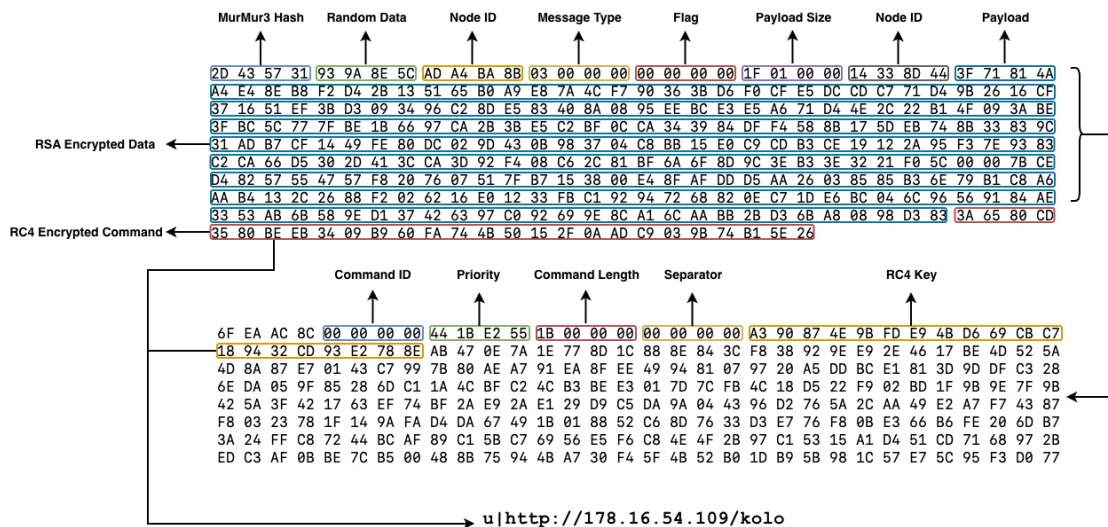 MurMur3 Hash Random Data Node ID Message Type Flag Payload Size Node ID Payload
2D 43 57 31 93 9A 8E 5C AD A4 BA 8B 03 00 00 00 00 00 00 00 1F 01 00 00 14 33 8D 44 3F 71 81 4A
A4 E4 8E B8 F2 D4 2B 13 51 65 B0 A9 E8 7A 4C F7 90 36 3B D6 F0 CF E5 DC CD C7 71 D4 9B 26 16 CF
37 16 51 EF 3B D3 09 34 96 C2 8D E5 83 40 8A 08 95 EE BC E3 E5 A6 71 D4 4E 2C 22 B1 4F 09 3A BE
3F BC 5C 77 7F BE 1B 66 97 CA 2B 3B E5 C2 BF 0C CA 34 39 84 DF F4 58 8B 17 5D EB 74 8B 33 83 9C
RSA Encrypted Data 31 AD B7 CF 14 49 FE 80 DC 02 9D 43 0B 98 37 04 C8 BB 15 E0 C9 CD B3 CE 19 12 2A 95 F3 7E 93 83
C2 CA 66 D5 30 2D 41 3C CA 3D 92 F4 08 C6 2C 81 BF 6A 6F 8D 9C 3E B3 3E 32 21 F0 5C 00 00 7B CE
D4 82 57 55 47 57 F8 20 76 07 51 7F B7 15 38 00 E4 8F AF DD D5 AA 26 03 85 85 B3 6E 79 B1 C8 A6
AA B4 13 2C 26 88 F2 02 62 16 E0 12 33 FB C1 92 94 72 68 82 0E C7 1D E6 BC 04 6C 96 56 91 84 AE
33 53 AB 6B 58 9E D1 37 42 63 97 C0 92 69 9E 8C A1 6C AA BB 2B D3 6B A8 08 98 D3 83 3A 65 80 CD
RC4 Encrypted Command 35 80 BE EB 34 09 B9 60 FA 74 4B 50 15 2F 0A AD C9 03 9B 74 B1 5E 26
Command ID Priority Command Length Separator RC4 Key
6F EA AC 8C 00 00 00 00 44 1B E2 55 1B 00 00 00 00 00 00 00 A3 90 87 4E 9B FD E9 4B D6 69 CB C7
18 94 32 CD 93 E2 78 8E AB 47 0E 7A 1E 77 8D 1C 88 8E 84 3C F8 38 92 9E E9 2E 46 17 BE 4D 52 5A
4D 8A 87 E7 01 43 C7 99 7B 80 AE A7 91 EA 8F EE 49 94 81 07 97 20 A5 DD BC E1 81 3D 9D DF C3 28
6E DA 05 9F 85 28 6D C1 1A 4C BF C2 4C B3 BE E3 01 7D 7C FB 4C 18 D5 22 F9 02 BD 1F 9B 9E 7F 9B
42 5A 3F 42 17 63 EF 74 BF 2A E9 2A E1 29 D9 C5 DA 9A 04 43 96 D2 76 5A 2C AA 49 E2 A7 F7 43 87
F8 03 23 78 1F 14 9A FA D4 DA 67 49 1B 01 88 52 C6 8D 76 33 D3 E7 76 F8 0B E3 66 B6 FE 20 6D B7
3A 24 FF C8 72 44 BC AF 89 C1 5B C7 69 56 E5 F6 C8 4E 4F 2B 97 C1 53 15 A1 D4 51 CD 71 68 97 2B
ED C3 AF 0B BE 7C B5 00 48 8B 75 94 4B A7 30 F4 5F 4B 52 B0 1D B9 5B 98 1C 57 E7 5C 95 F3 D0 77
u|http://178.16.54.109/kolo